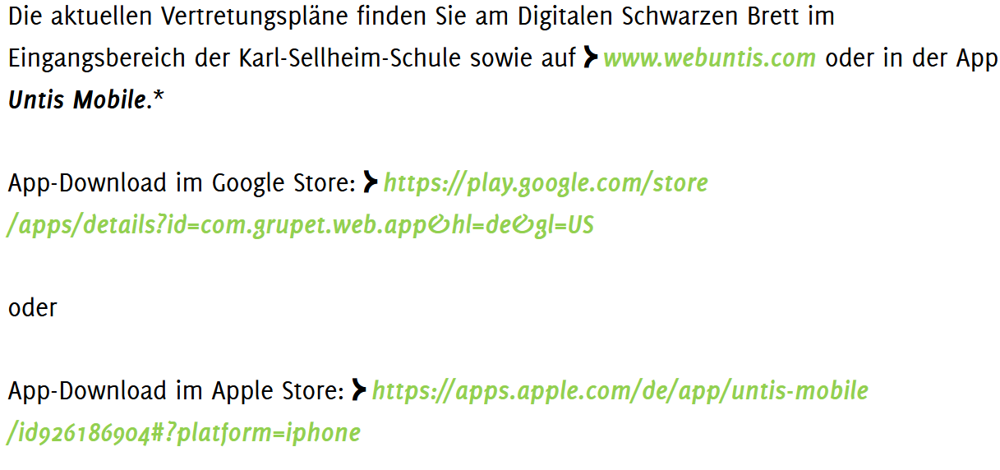 Die aktuellen Vertretungspläne finden Sie am Digitalen Schwarzen Brett im
Eingangsbereich der Karl-Sellheim-Schule sowie auf www.webuntis.com oder in der App
Untis Mobile.*
App-Download im Google Store: https://play.google.com/store
/apps/details?id=com.grupet.web.app&hl=de&gl=US
oder
App-Download im Apple Store: https://apps.apple.com/de/app/untis-mobile
/id926186904#?platform=iphone